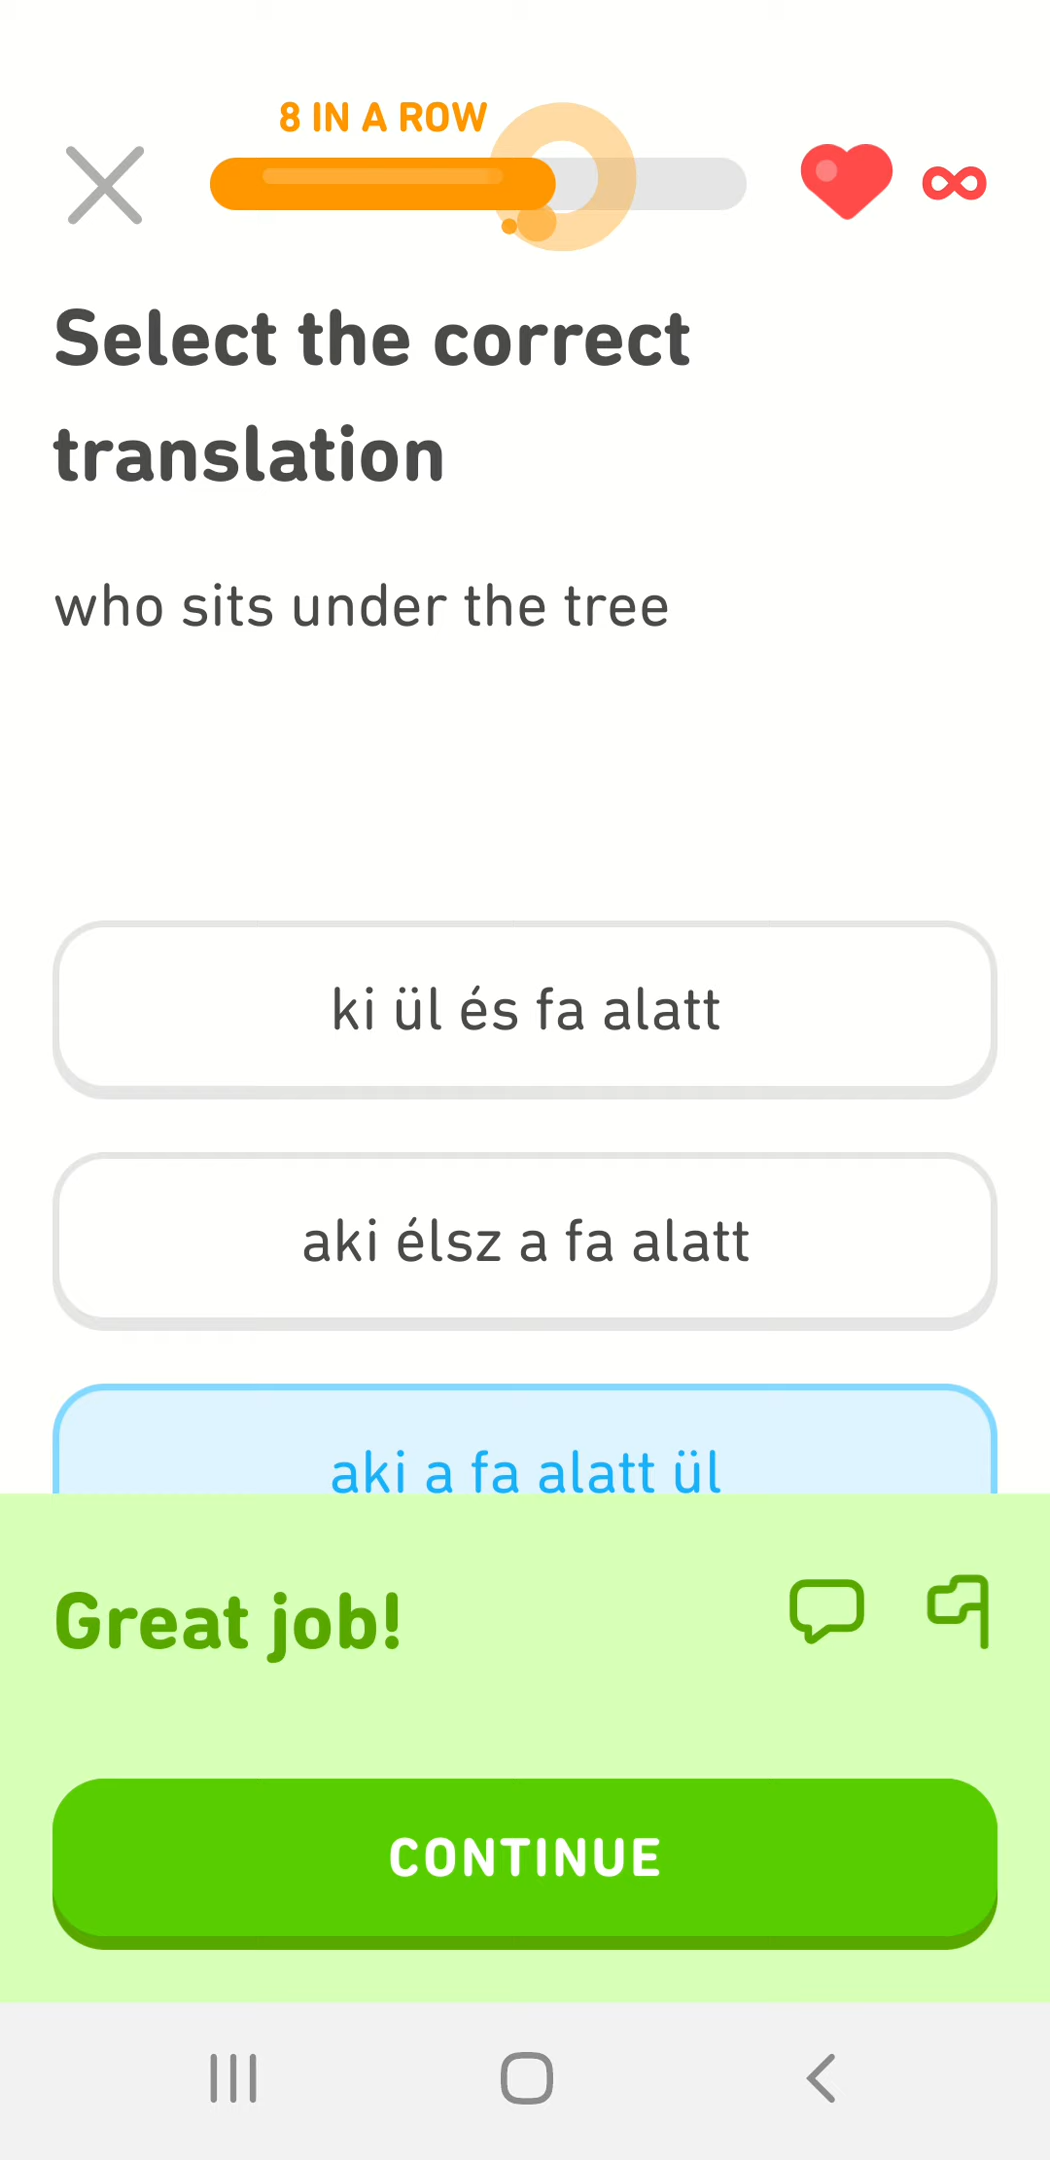 8 IN A ROW
Select the correct
translation
who sits under the tree
ki ül és fa alatt
aki élsz a fa alatt
aki a fa alatt ül
Great job!
CONTINUE